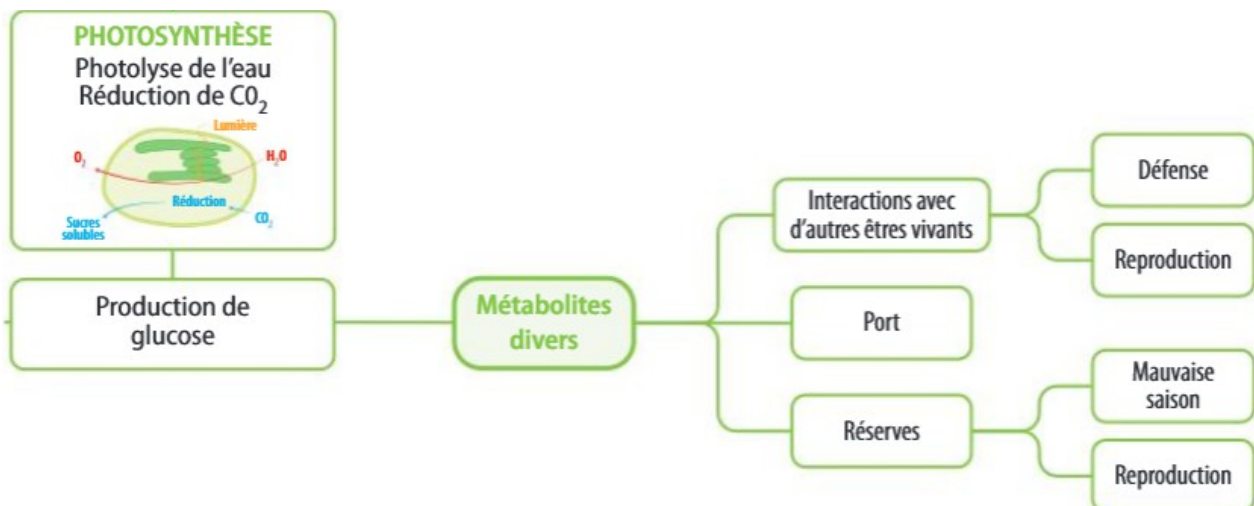 PHOTOSYNTHÈSE
Photolyse de l'eau
Réduction de C0₂
Lumière
O₂
H₂O
Réduction
CO₂
Sucres
solubles
Production de
glucose
Métabolites
divers
Interactions avec
d'autres êtres vivants
Port
Réserves
Défense
Reproduction
Mauvaise
saison
Reproduction